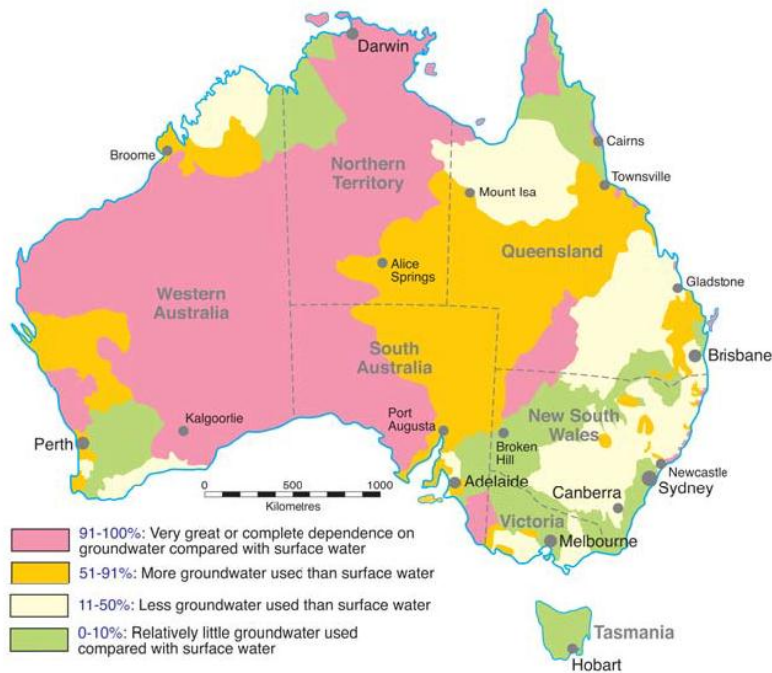 Darwin
Broome
Cairns
Northern
Territory
Townsville
Mount Isa
Queensland
Alice
Springs
Gladstone
Western
Australia
South
Australia
Brisbane
Port
Augusta
New South
Wales
Kalgoorlie
Perth
Broken
Hill
Newcastle
Sydney
Adelaide
Canberra
0 500 1000
Kilometres
Victoria
Melbourne
91-100%: Very great or complete dependence on
groundwater compared with surface water
51-91%: More groundwater used than surface water
11-50%: Less groundwater used than surface water
0-10%: Relatively little groundwater used
compared with surface water
Tasmania
Hobart